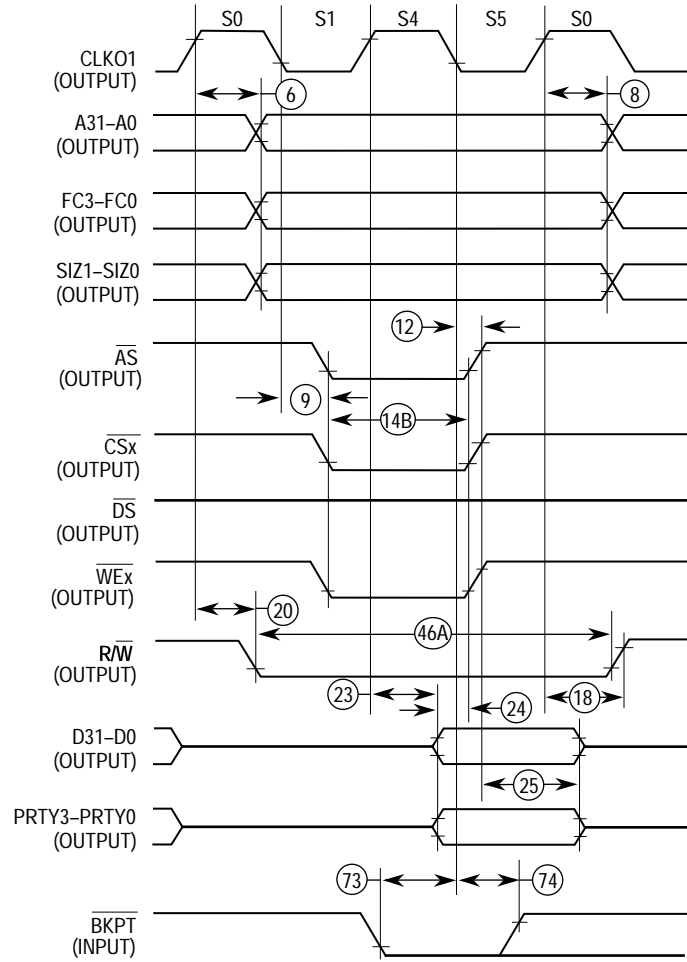 S0 S1 S4 S5 S0
CLKO1
(OUTPUT)
6 8
A31–A0
(OUTPUT)
FC3–FC0
(OUTPUT)
SIZ1–SIZ0
(OUTPUT)
12
AS
(OUTPUT)
9
14B
CSx
(OUTPUT)
DS
(OUTPUT)
WEx
(OUTPUT)
20
46A
R/W
(OUTPUT)
23 24 18
D31–D0
(OUTPUT)
25
PRTY3–PRTY0
(OUTPUT)
73 74
BKPT
(INPUT)